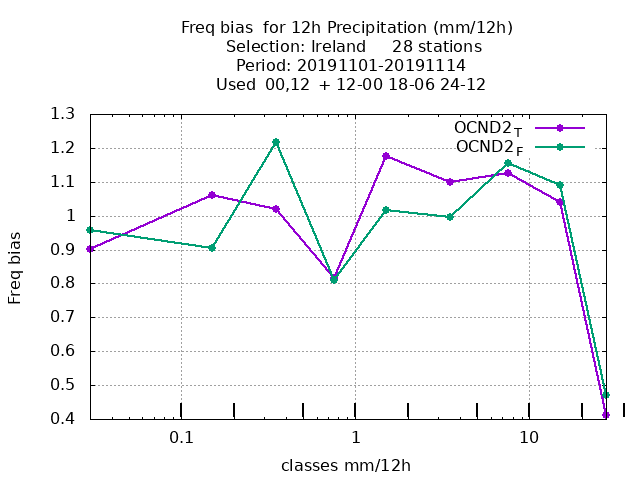 Freq bias  for 12h Precipitation (mm/12h)
Selection: Ireland     28 stations
Period: 20191101-20191114
Used  00,12  + 12-00 18-06 24-12
OCND2_T
OCND2_F
1.3
1.2
1.1
1
0.9
0.8
0.7
0.6
0.5
0.4
Freq bias
0.1
1
10
classes mm/12h